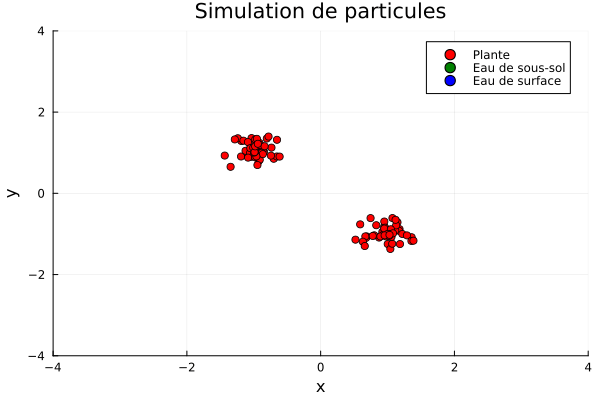 Simulation de particules
Plante
Eau de sous-sol
Eau de surface
y
4
2
0
−2
−4
−4
−2
0
2
4
x